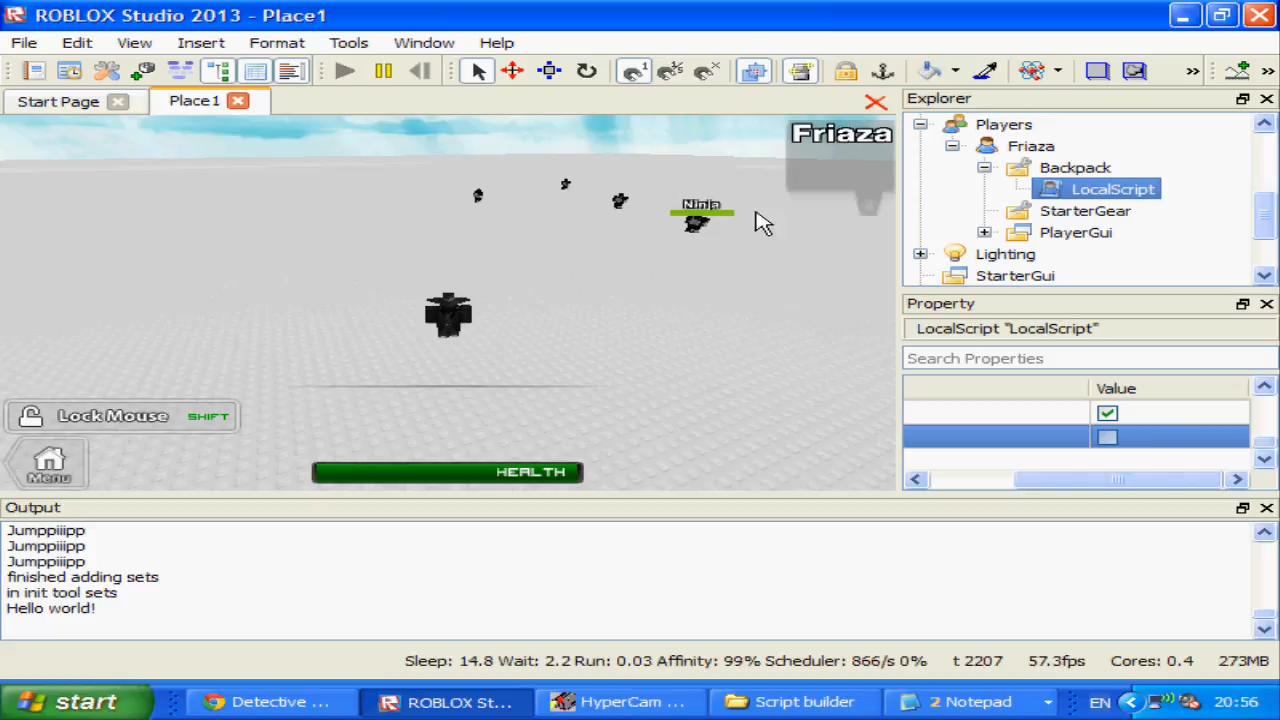 ROBLOX Studio 2013 - Place1
File Edit View Insert Format Tools Window Help
Start Page Place1
Friaza
Ninja
Lock Mouse SHIFT
Menu
HEALTH
Explorer
Players
Friaza
Backpack
LocalScript
StarterGear
PlayerGui
Lighting
StarterGui
Property
LocalScript "LocalScript"
Search Properties
Value
Output
Jumppiiipp
Jumppiiipp
Jumppiiipp
finished adding sets
in init tool sets
Hello world!
Sleep: 14.8 Wait: 2.2 Run: 0.03 Affinity: 99% Scheduler: 866/s 0% t 2207 57.3fps Cores: 0.4 273MB
start Detective ... ROBLOX St... HyperCam ... Script builder 2 Notepad EN 20:56